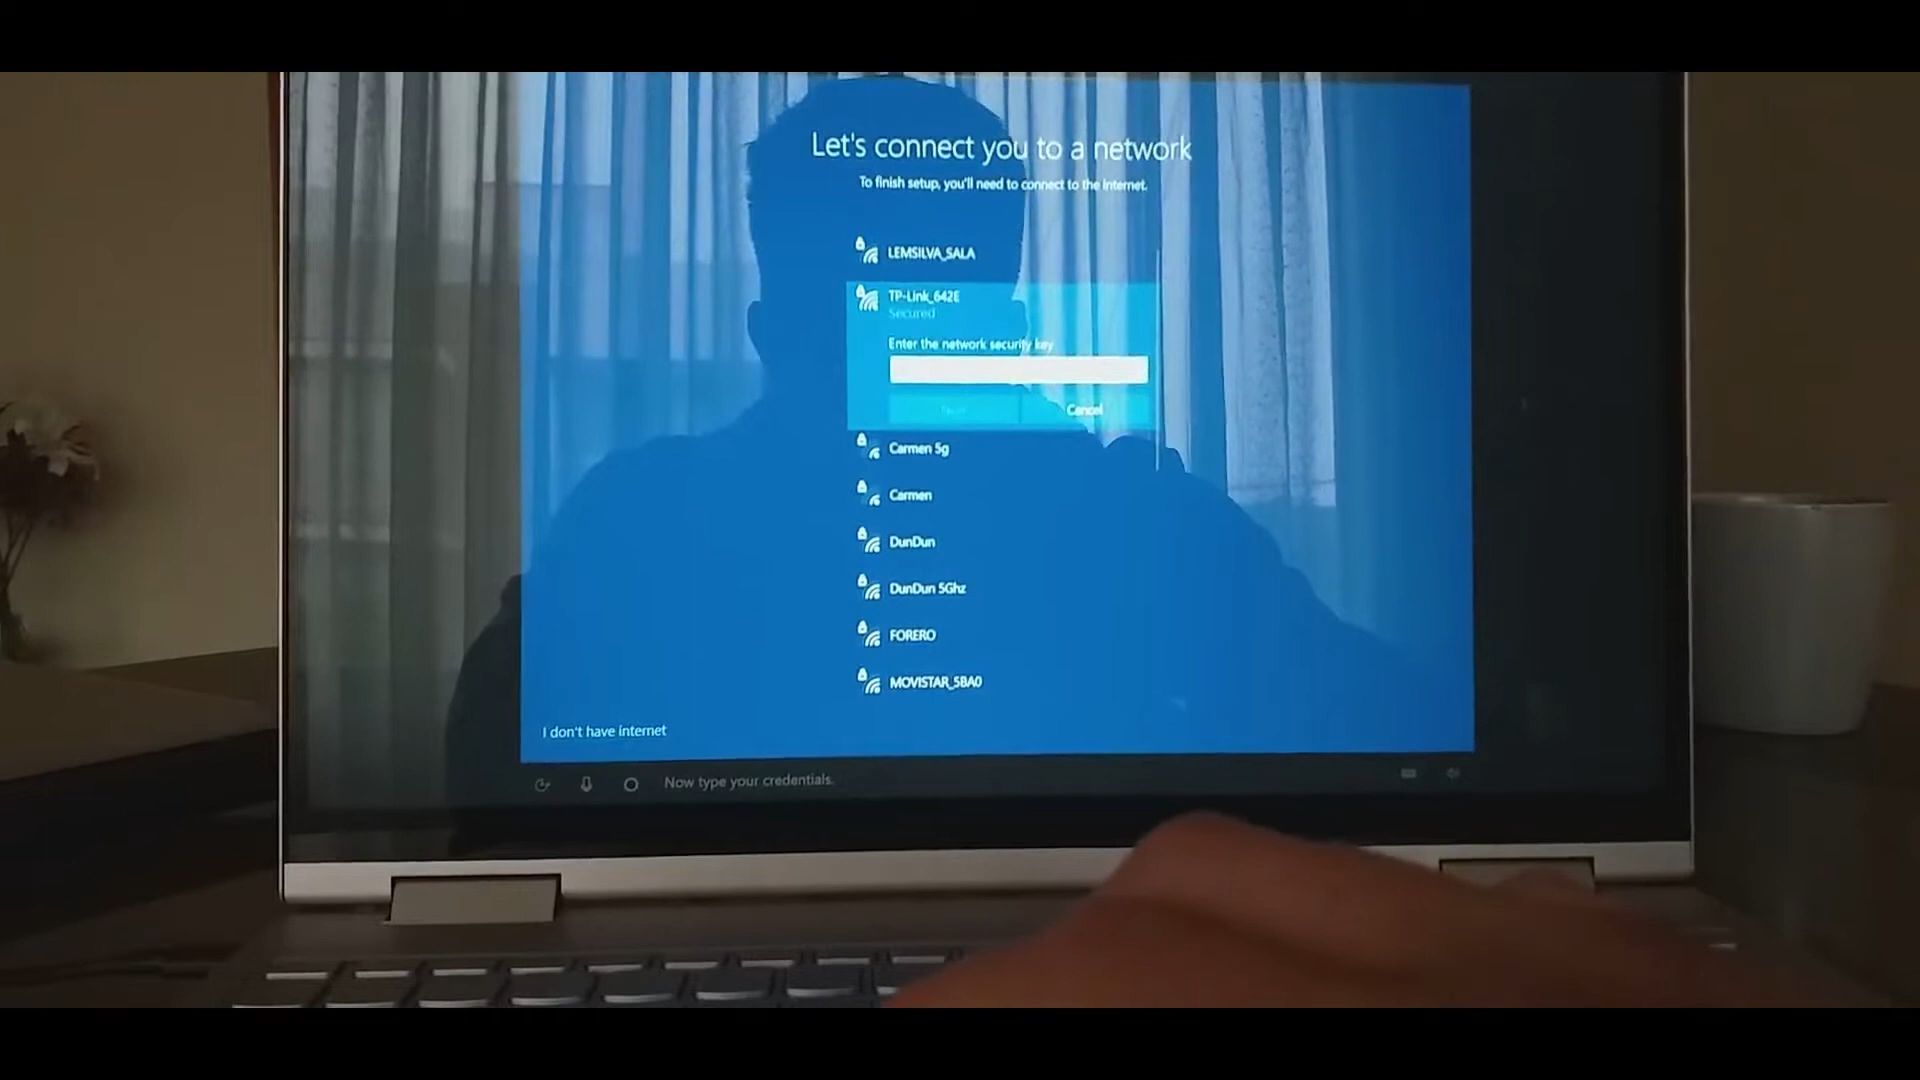 Let's connect you to a network
To finish setup, you'll need to connect to the internet.
LEMSILVA_SALA
TP-Link_642E
Secured
Enter the network security key
Cancel
Carmen 5g
Carmen
DunDun
DunDun 5Ghz
FORERO
MOVISTAR_5BA0
I don't have internet
Now type your credentials.